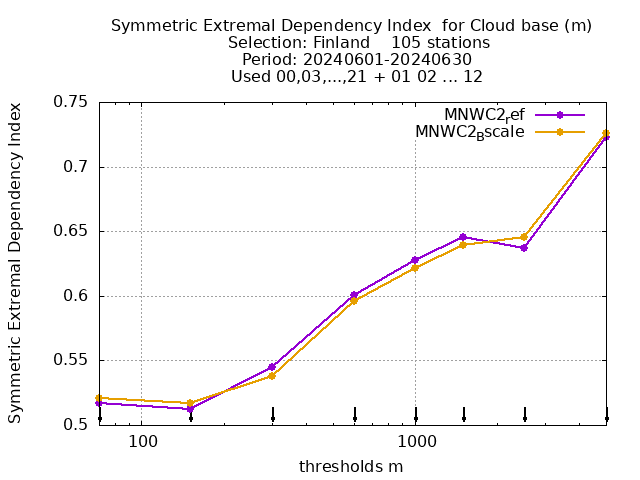 Symmetric Extremal Dependency Index  for Cloud base (m)
Selection: Finland    105 stations
Period: 20240601-20240630
Used 00,03,...,21 + 01 02 ... 12
MNWC2ref
MNWC2Bscale
Symmetric Extremal Dependency Index
0.75
0.7
0.65
0.6
0.55
0.5
100
1000
thresholds m